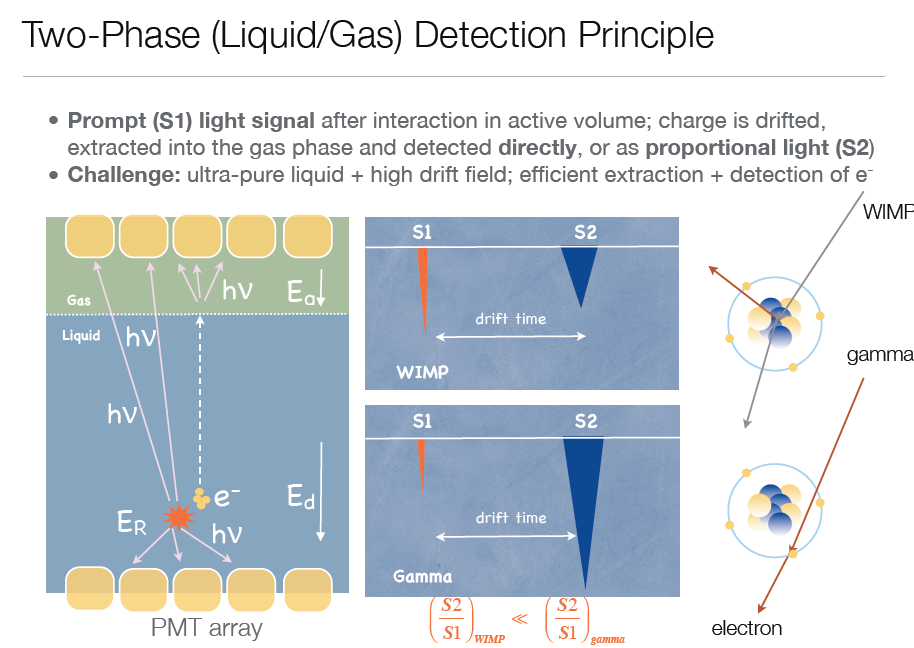 Two-Phase (Liquid/Gas) Detection Principle
• Prompt (S1) light signal after interaction in active volume; charge is drifted,
extracted into the gas phase and detected directly, or as proportional light (S2)
• Challenge: ultra-pure liquid + high drift field; efficient extraction + detection of e-
Gas
hν
Ea
Liquid
hν
hν
e-
Ed
ER
hν
PMT array
S1 S2
drift time
WIMP
S1 S2
drift time
Gamma
(S2/S1)WIMP ≪ (S2/S1)gamma
WIMP
gamma
electron